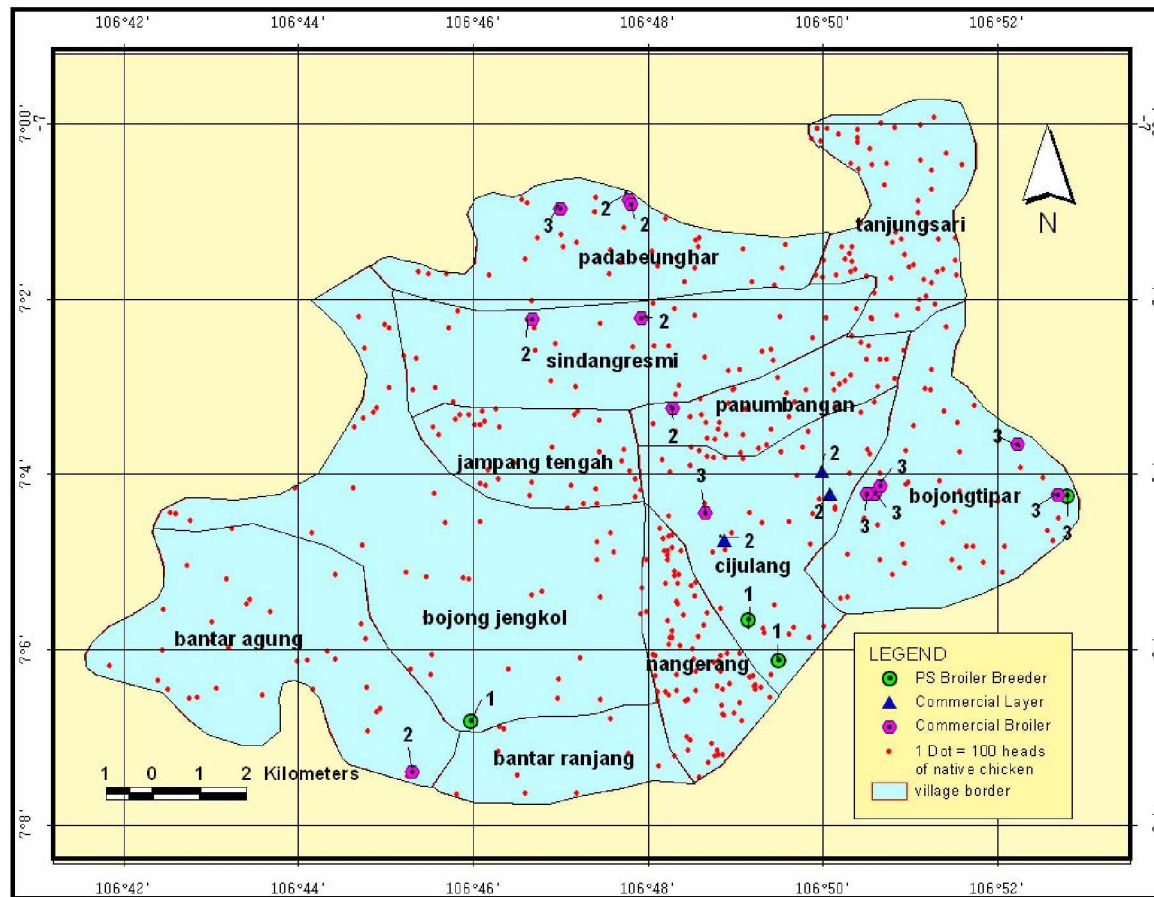 106°42' 106°44' 106°46' 106°48' 106°50' 106°52'
7°00'
N
tanjungsari
2
3 2
padabeunghar
7°2'
2
2
sindangresmi
panumbangan
2
3
jampang tengah
7°4'
2
3
3
bojongtipar
2 3 3 3
3
2
cijulang
bojong jengkol
1
bantar agung
nangerang
1
7°6'
1
2
bantar ranjang
1 0 1 2 Kilometers
LEGEND
PS Broiler Breeder
Commercial Layer
Commercial Broiler
1 Dot = 100 heads
of native chicken
village border
7°8'
106°42' 106°44' 106°46' 106°48' 106°50' 106°52'